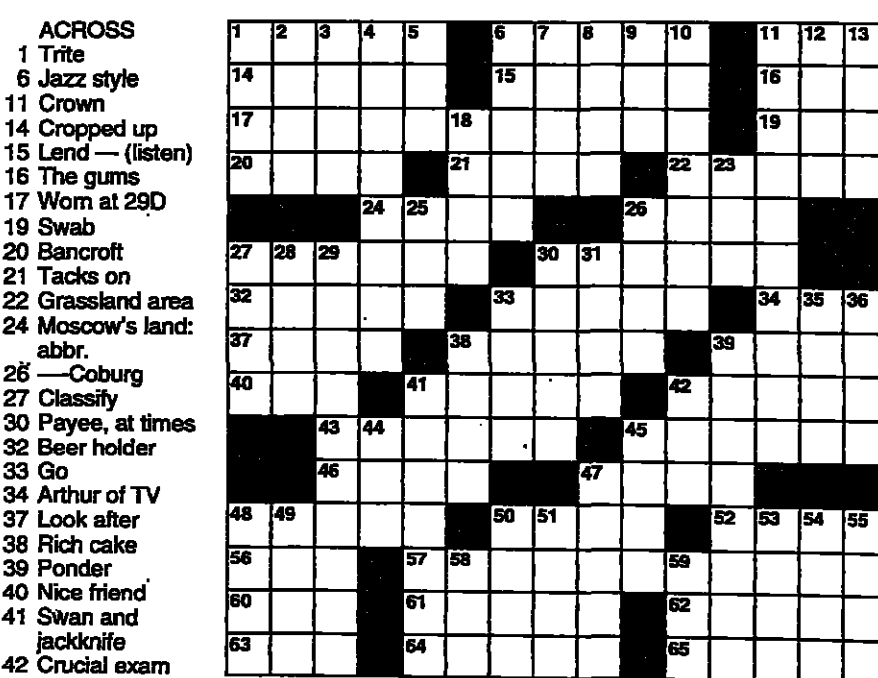 ACROSS
1 Trite
6 Jazz style
11 Crown
14 Cropped up
15 Lend — (listen)
16 The gums
17 Worn at 29D
19 Swab
20 Bancroft
21 Tacks on
22 Grassland area
24 Moscow's land:
abbr.
26 —Coburg
27 Classify
30 Payee, at times
32 Beer holder
33 Go
34 Arthur of TV
37 Look after
38 Rich cake
39 Ponder
40 Nice friend
41 Swan and
jackknife
42 Crucial exam
1 2 3 4 5 6 7 8 9 10 11 12 13
14 15 16
17 18 19
20 21 22 23
24 25 26
27 28 29 30 31
32 33 34 35 36
37 38 39
40 41 42
43 44 45
46 47
48 49 50 51 52 53 54 55
56 57 58 59
60 61 62
63 64 65